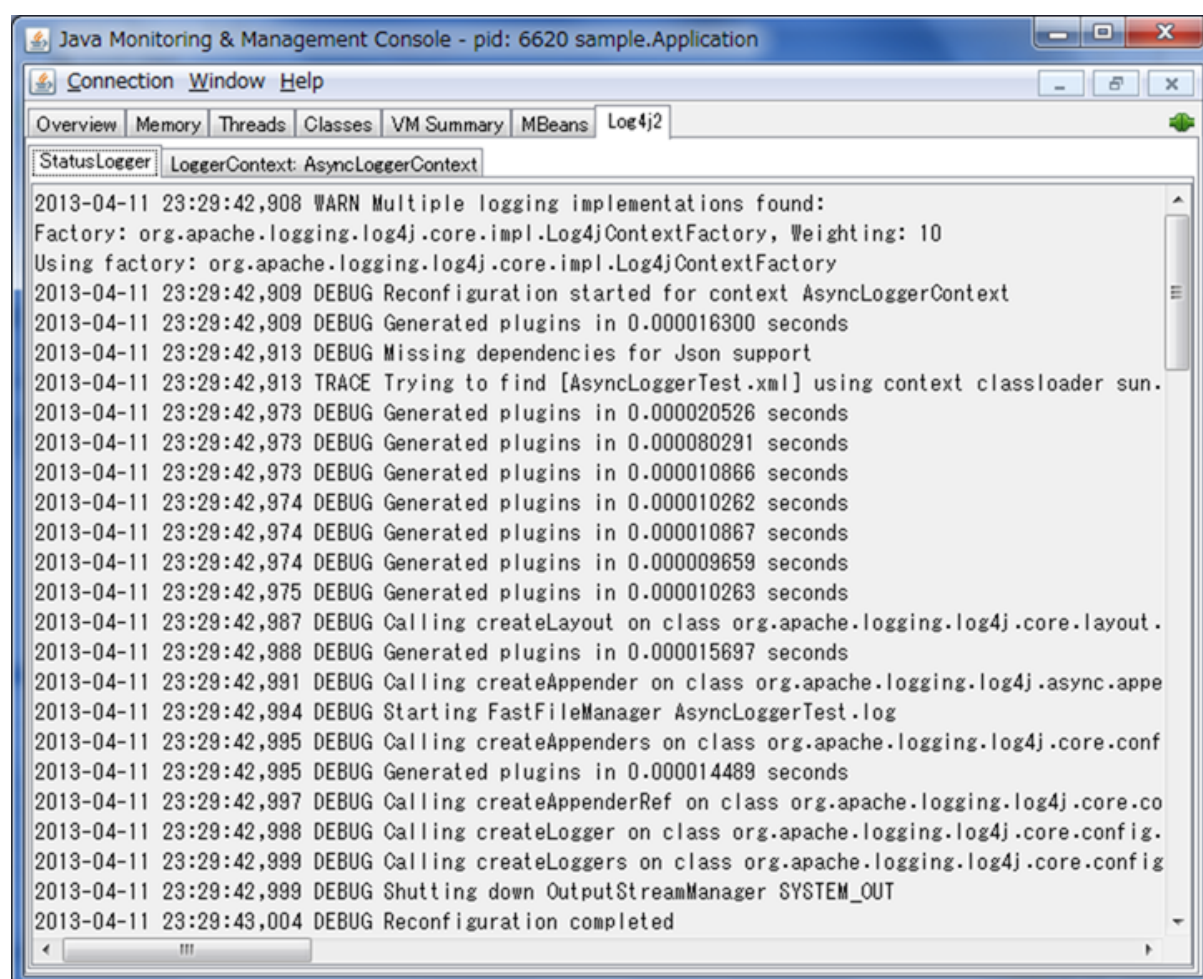 Java Monitoring & Management Console - pid: 6620 sample.Application
Connection Window Help
Overview Memory Threads Classes VM Summary MBeans Log4j2
StatusLogger LoggerContext: AsyncLoggerContext
2013-04-11 23:29:42,908 WARN Multiple logging implementations found:
Factory: org.apache.logging.log4j.core.impl.Log4jContextFactory, Weighting: 10
Using factory: org.apache.logging.log4j.core.impl.Log4jContextFactory
2013-04-11 23:29:42,909 DEBUG Reconfiguration started for context AsyncLoggerContext
2013-04-11 23:29:42,909 DEBUG Generated plugins in 0.000016300 seconds
2013-04-11 23:29:42,913 DEBUG Missing dependencies for Json support
2013-04-11 23:29:42,913 TRACE Trying to find [AsyncLoggerTest.xml] using context classloader sun.
2013-04-11 23:29:42,973 DEBUG Generated plugins in 0.000020526 seconds
2013-04-11 23:29:42,973 DEBUG Generated plugins in 0.000080291 seconds
2013-04-11 23:29:42,973 DEBUG Generated plugins in 0.000010866 seconds
2013-04-11 23:29:42,974 DEBUG Generated plugins in 0.000010262 seconds
2013-04-11 23:29:42,974 DEBUG Generated plugins in 0.000010867 seconds
2013-04-11 23:29:42,974 DEBUG Generated plugins in 0.000009659 seconds
2013-04-11 23:29:42,975 DEBUG Generated plugins in 0.000010263 seconds
2013-04-11 23:29:42,987 DEBUG Calling createLayout on class org.apache.logging.log4j.core.layout.
2013-04-11 23:29:42,988 DEBUG Generated plugins in 0.000015697 seconds
2013-04-11 23:29:42,991 DEBUG Calling createAppender on class org.apache.logging.log4j.async.appe
2013-04-11 23:29:42,994 DEBUG Starting FastFileManager AsyncLoggerTest.log
2013-04-11 23:29:42,995 DEBUG Calling createAppenders on class org.apache.logging.log4j.core.conf
2013-04-11 23:29:42,995 DEBUG Generated plugins in 0.000014489 seconds
2013-04-11 23:29:42,997 DEBUG Calling createAppenderRef on class org.apache.logging.log4j.core.co
2013-04-11 23:29:42,998 DEBUG Calling createLogger on class org.apache.logging.log4j.core.config.
2013-04-11 23:29:42,999 DEBUG Calling createLoggers on class org.apache.logging.log4j.core.config
2013-04-11 23:29:42,999 DEBUG Shutting down OutputStreamManager SYSTEM_OUT
2013-04-11 23:29:43,004 DEBUG Reconfiguration completed